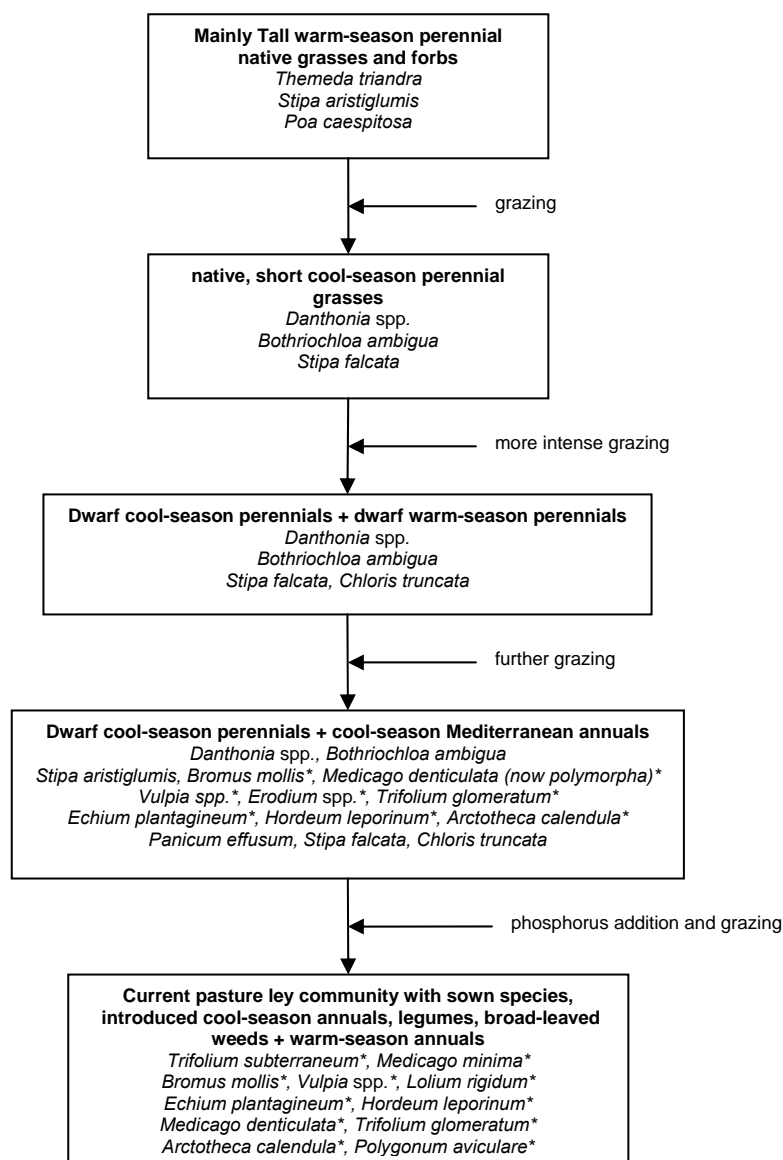 Mainly Tall warm-season perennial
native grasses and forbs
Themeda triandra
Stipa aristiglumis
Poa caespitosa
grazing
native, short cool-season perennial
grasses
Danthonia spp.
Bothriochloa ambigua
Stipa falcata
more intense grazing
Dwarf cool-season perennials + dwarf warm-season perennials
Danthonia spp.
Bothriochloa ambigua
Stipa falcata, Chloris truncata
further grazing
Dwarf cool-season perennials + cool-season Mediterranean annuals
Danthonia spp., Bothriochloa ambigua
Stipa aristiglumis, Bromus mollis*, Medicago denticulata (now polymorpha)*
Vulpia spp.*, Erodium spp.*, Trifolium glomeratum*
Echium plantagineum*, Hordeum leporinum*, Arctotheca calendula*
Panicum effusum, Stipa falcata, Chloris truncata
phosphorus addition and grazing
Current pasture ley community with sown species,
introduced cool-season annuals, legumes, broad-leaved
weeds + warm-season annuals
Trifolium subterraneum*, Medicago minima*
Bromus mollis*, Vulpia spp.*, Lolium rigidum*
Echium plantagineum*, Hordeum leporinum*
Medicago denticulata*, Trifolium glomeratum*
Arctotheca calendula*, Polygonum aviculare*